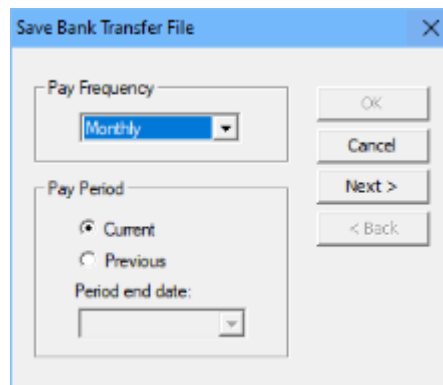 Save Bank Transfer File
Pay Frequency
Monthly
OK
Cancel
Next >
< Back
Pay Period
Current
Previous
Period end date: